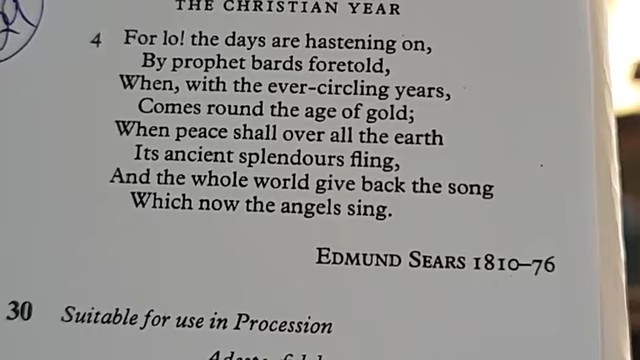 THE CHRISTIAN YEAR
4 For lo! the days are hastening on,
By prophet bards foretold,
When, with the ever-circling years,
Comes round the age of gold;
When peace shall over all the earth
Its ancient splendours fling,
And the whole world give back the song
Which now the angels sing.
EDMUND SEARS 1810–76
30 Suitable for use in Procession